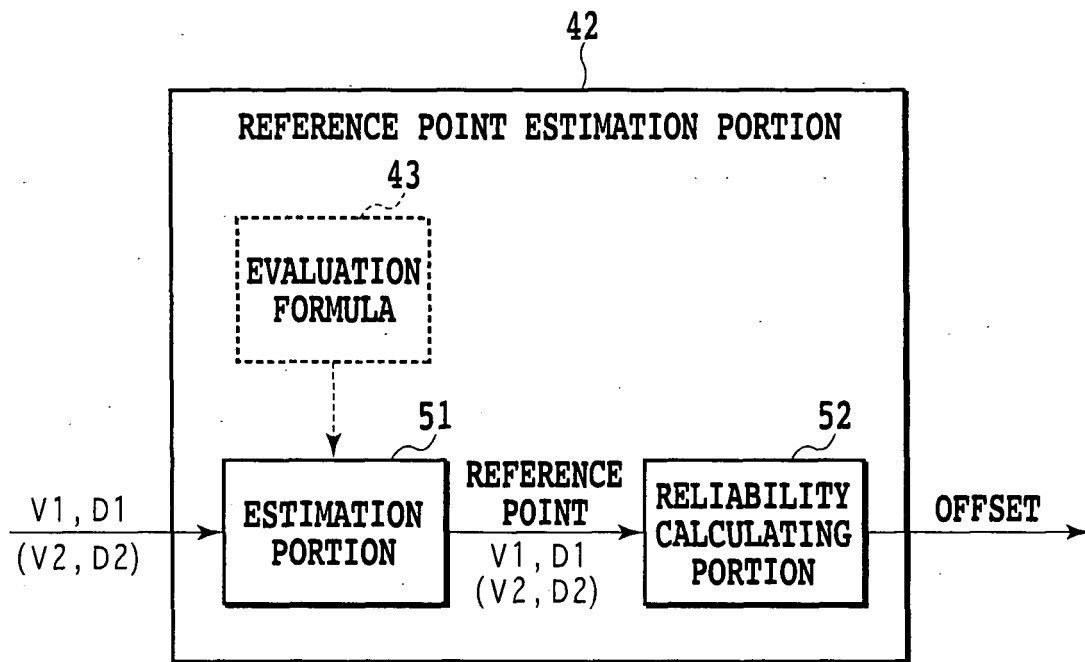 42
REFERENCE POINT ESTIMATION PORTION
43
EVALUATION
FORMULA
51
52
V1, D1
(V2, D2)
ESTIMATION
PORTION
REFERENCE
POINT
V1, D1
(V2, D2)
RELIABILITY
CALCULATING
PORTION
OFFSET